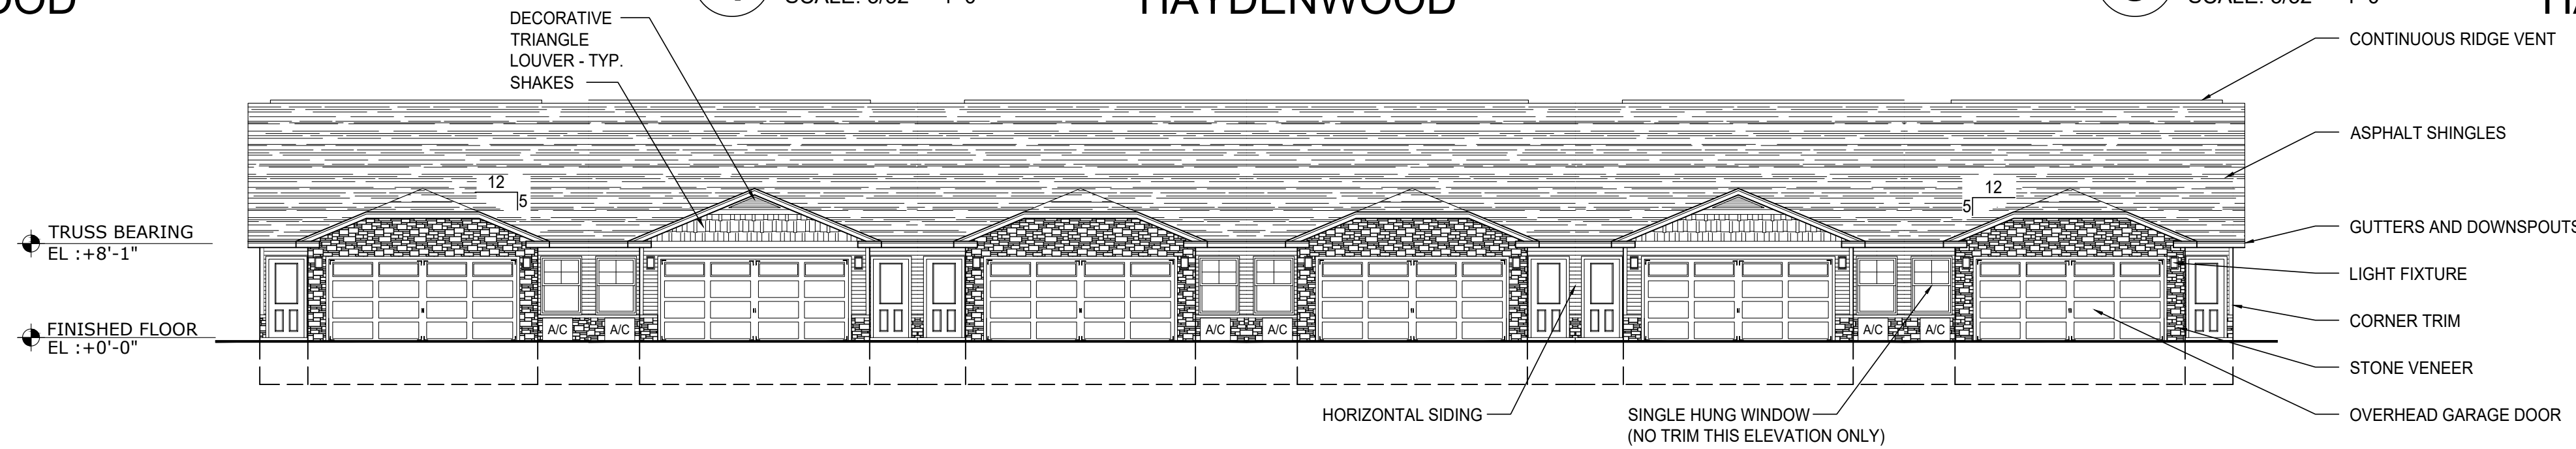 HAYDENWOOD
DECORATIVE
TRIANGLE
LOUVER - TYP.
SHAKES
CONTINUOUS RIDGE VENT
ASPHALT SHINGLES
12
5
12
5
TRUSS BEARING
EL :+8'-1"
GUTTERS AND DOWNSPOUTS
LIGHT FIXTURE
CORNER TRIM
FINISHED FLOOR
EL :+0'-0"
A/C
A/C
A/C
A/C
A/C
A/C
STONE VENEER
OVERHEAD GARAGE DOOR
HORIZONTAL SIDING
SINGLE HUNG WINDOW
(NO TRIM THIS ELEVATION ONLY)